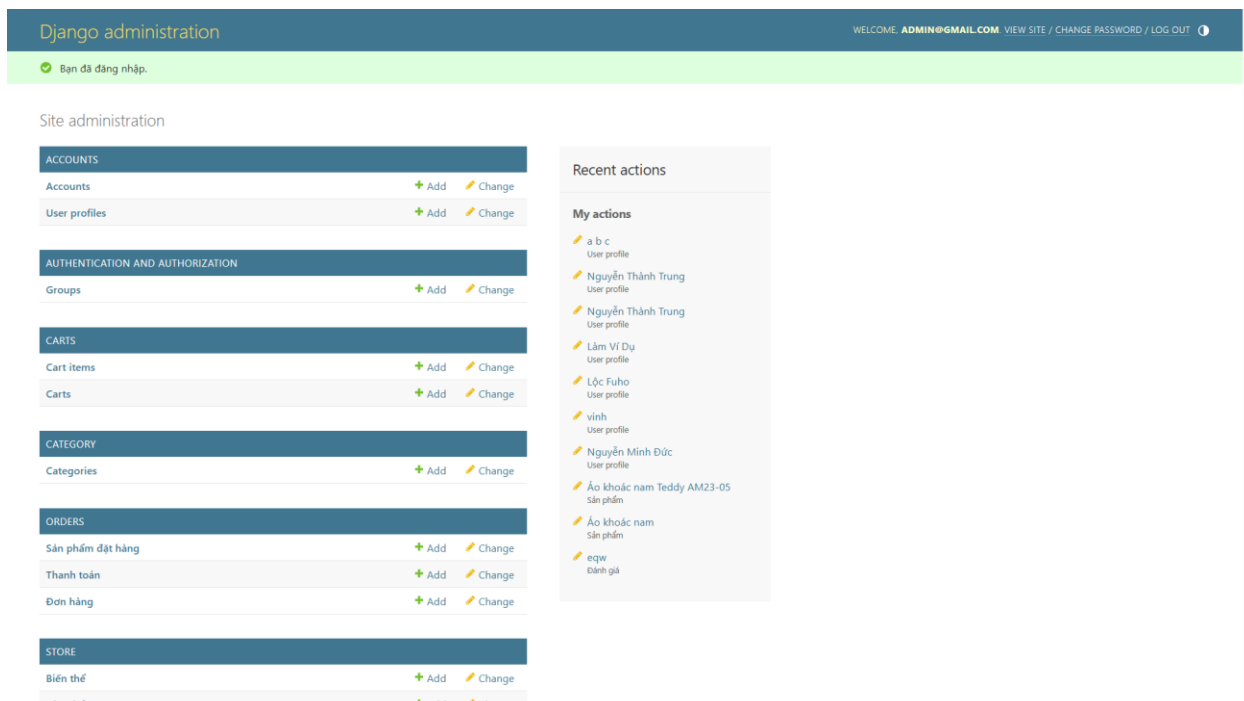 Django administration
WELCOME, ADMIN@GMAIL.COM. VIEW SITE / CHANGE PASSWORD / LOG OUT
Bạn đã đăng nhập.
Site administration
ACCOUNTS
Accounts + Add Change
User profiles + Add Change
AUTHENTICATION AND AUTHORIZATION
Groups + Add Change
CARTS
Cart items + Add Change
Carts + Add Change
CATEGORY
Categories + Add Change
ORDERS
Sản phẩm đặt hàng + Add Change
Thanh toán + Add Change
Đơn hàng + Add Change
STORE
Biến thể + Add Change
Recent actions
My actions
a b c
User profile
Nguyễn Thành Trung
User profile
Nguyễn Thành Trung
User profile
Làm Ví Dụ
User profile
Lộc Fuho
User profile
vinh
User profile
Nguyễn Minh Đức
User profile
Áo khoác nam Teddy AM23-05
Sản phẩm
Áo khoác nam
Sản phẩm
eqw
Đánh giá